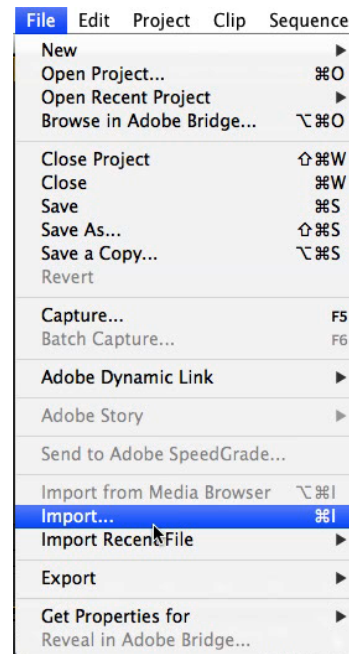 File Edit Project Clip Sequence
New ▶
Open Project... ⌘O
Open Recent Project ▶
Browse in Adobe Bridge... ⌥⌘O
Close Project ⇧⌘W
Close ⌘W
Save ⌘S
Save As... ⇧⌘S
Save a Copy... ⌥⌘S
Revert
Capture... F5
Batch Capture... F6
Adobe Dynamic Link ▶
Adobe Story ▶
Send to Adobe SpeedGrade...
Import from Media Browser ⌥⌘I
Import... ⌘I
Import Recent File ▶
Export ▶
Get Properties for ▶
Reveal in Adobe Bridge...